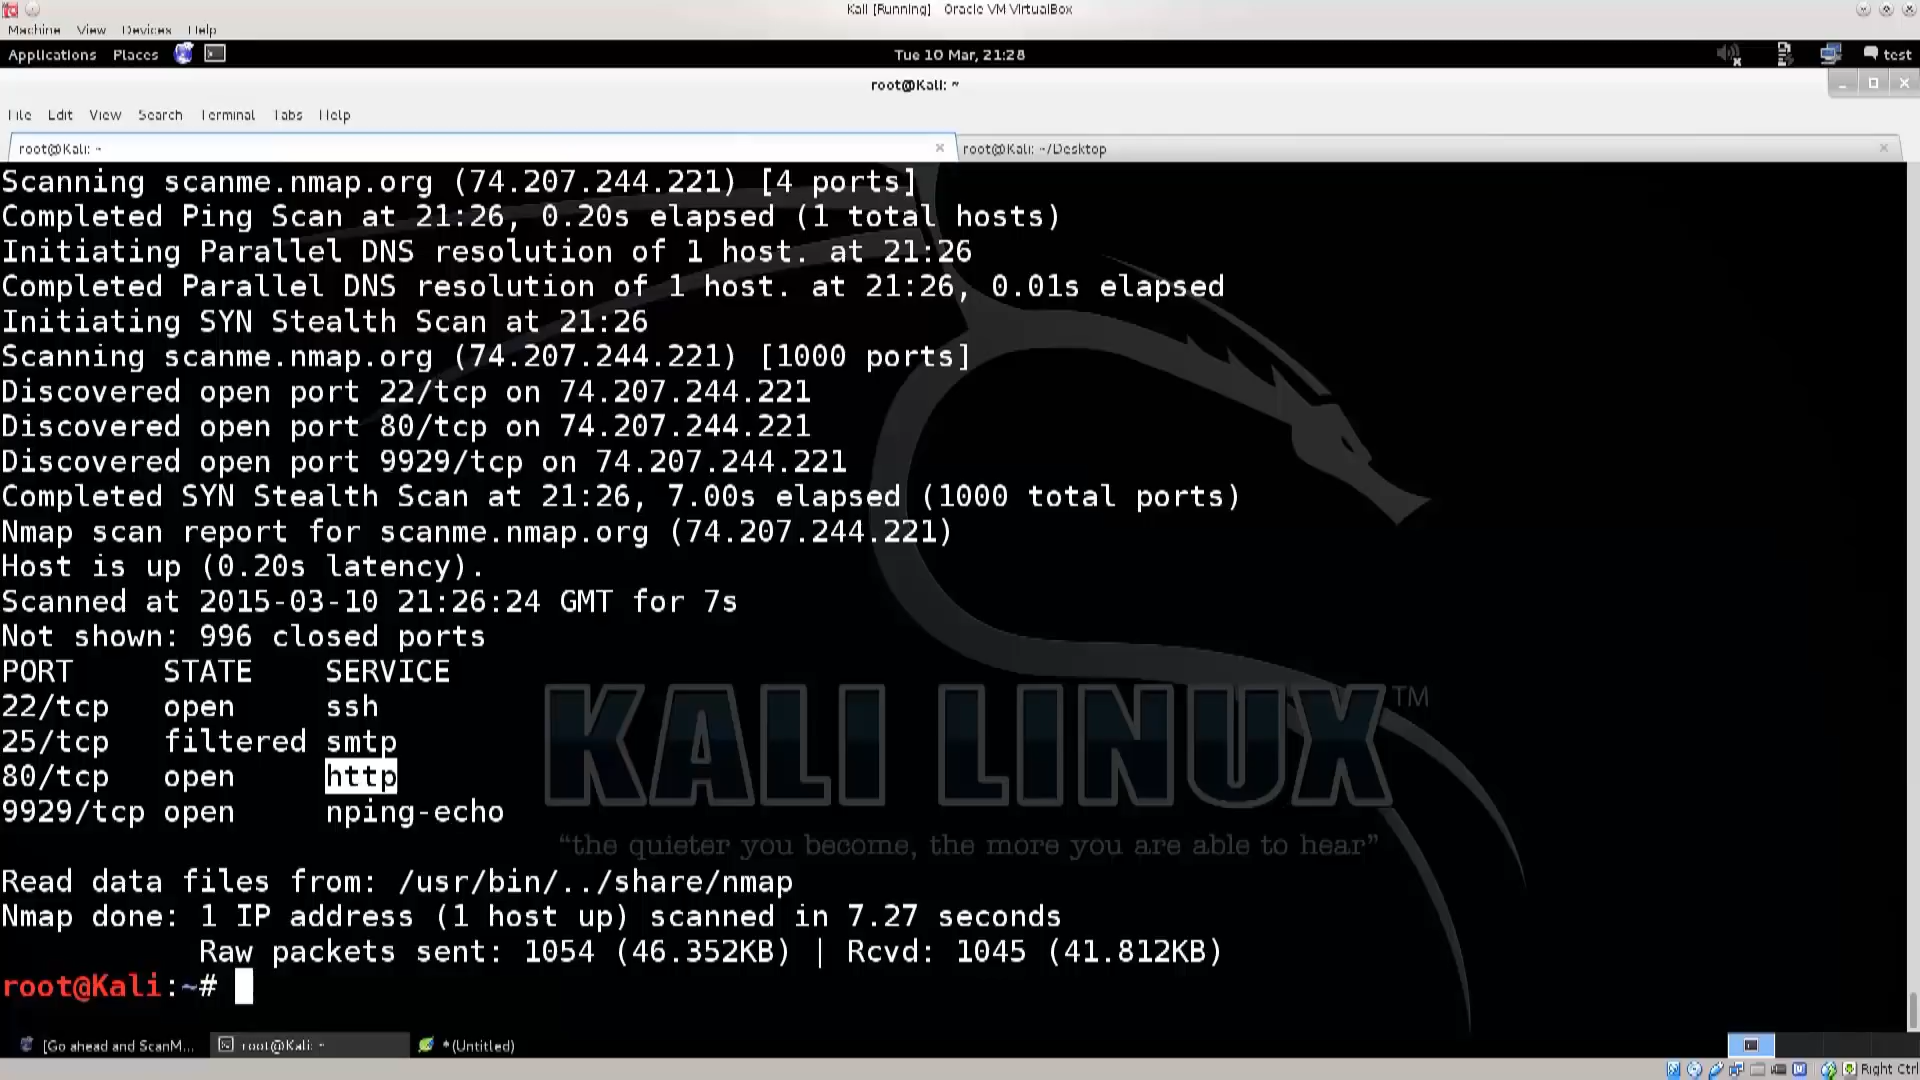 Kali [Running] - Oracle VM VirtualBox
Machine View Devices Help
Applications Places
Tue 10 Mar, 21:28
test
root@Kali: ~
File Edit View Search Terminal Tabs Help
root@Kali: ~
root@Kali: ~/Desktop
Scanning scanme.nmap.org (74.207.244.221) [4 ports]
Completed Ping Scan at 21:26, 0.20s elapsed (1 total hosts)
Initiating Parallel DNS resolution of 1 host. at 21:26
Completed Parallel DNS resolution of 1 host. at 21:26, 0.01s elapsed
Initiating SYN Stealth Scan at 21:26
Scanning scanme.nmap.org (74.207.244.221) [1000 ports]
Discovered open port 22/tcp on 74.207.244.221
Discovered open port 80/tcp on 74.207.244.221
Discovered open port 9929/tcp on 74.207.244.221
Completed SYN Stealth Scan at 21:26, 7.00s elapsed (1000 total ports)
Nmap scan report for scanme.nmap.org (74.207.244.221)
Host is up (0.20s latency).
Scanned at 2015-03-10 21:26:24 GMT for 7s
Not shown: 996 closed ports
PORT STATE SERVICE
22/tcp open ssh
25/tcp filtered smtp
80/tcp open http
9929/tcp open nping-echo
KALI LINUX™
“the quieter you become, the more you are able to hear”
Read data files from: /usr/bin/../share/nmap
Nmap done: 1 IP address (1 host up) scanned in 7.27 seconds
Raw packets sent: 1054 (46.352KB) | Rcvd: 1045 (41.812KB)
root@Kali:~#
[Go ahead and ScanM...
root@Kali: ~
*(Untitled)
Right Ctrl